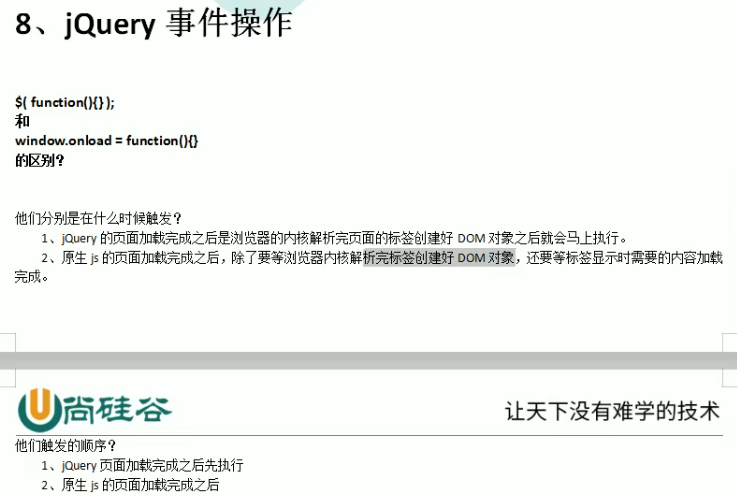 8、jQuery 事件操作
$( function(){} );
和
window.onload = function(){}
的区别？
他们分别是在什么时候触发？
1、jQuery 的页面加载完成之后是浏览器的内核解析完页面的标签创建好 DOM 对象之后就会马上执行。
2、原生 js 的页面加载完成之后，除了要等浏览器内核解析完标签创建好 DOM 对象，还要等标签显示时需要的内容加载
完成。
尚硅谷
让天下没有难学的技术
他们触发的顺序？
1、jQuery 页面加载完成之后先执行
2、原生 js 的页面加载完成之后